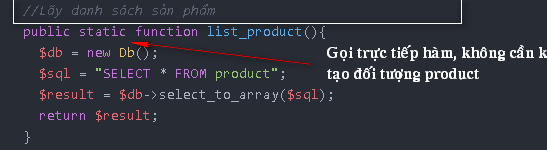 //Lấy danh sách sản phẩm
public static function list_product(){
$db = new Db();
Gọi trực tiếp hàm, không cần k
$sql = "SELECT * FROM product";
tạo đối tượng product
$result = $db->select_to_array($sql);
return $result;
}